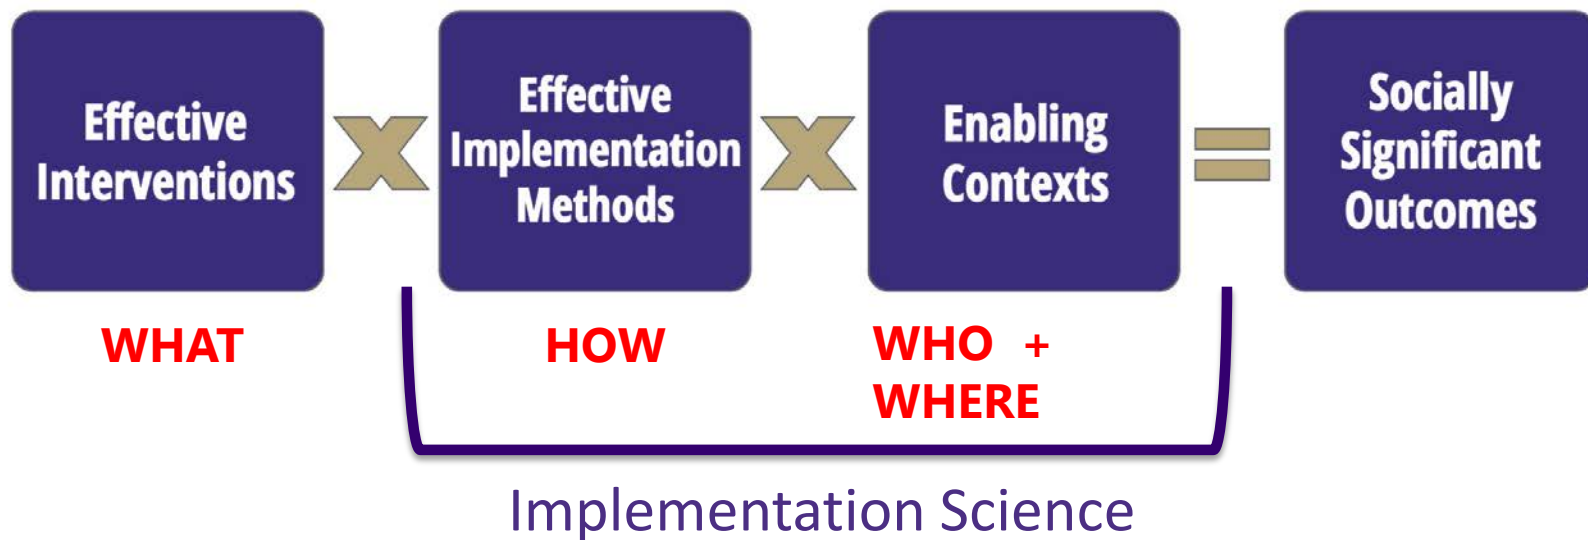 Effective
Interventions
X
Effective
Implementation
Methods
X
Enabling
Contexts
=
Socially
Significant
Outcomes
WHAT
HOW
WHO +
WHERE
Implementation Science